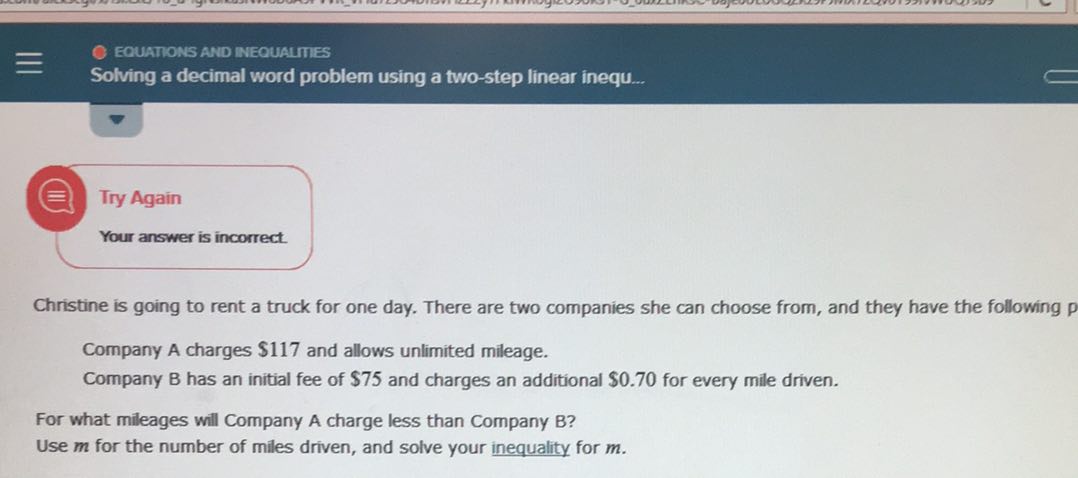 EQUATIONS AND INEQUALITIES
Solving a decimal word problem using a two-step linear inequ...
Try Again
Your answer is incorrect.
Christine is going to rent a truck for one day. There are two companies she can choose from, and they have the following p
Company A charges $117 and allows unlimited mileage.
Company B has an initial fee of $75 and charges an additional $0.70 for every mile driven.
For what mileages will Company A charge less than Company B?
Use m for the number of miles driven, and solve your inequality for m.